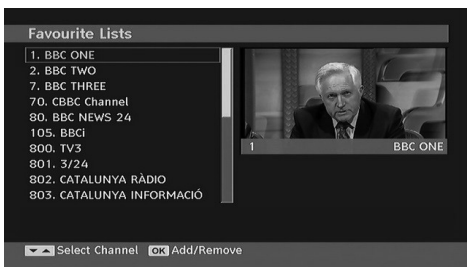 Favourite Lists
1. BBC ONE
2. BBC TWO
7. BBC THREE
70. CBBC Channel
80. BBC NEWS 24
105. BBCi
800. TV3
801. 3/24
802. CATALUNYA RÀDIO
803. CATALUNYA INFORMACIÓ
1 BBC ONE
Select Channel OK Add/Remove